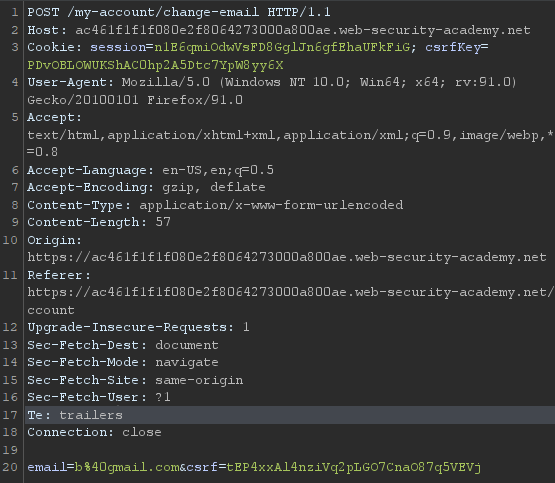 1 POST /my-account/change-email HTTP/1.1
2 Host: ac461f1f1f080e2f8064273000a800ae.web-security-academy.net
3 Cookie: session=n1E6qmiOdwVsFD8GglJn6gfEhaUFkFiG; csrfKey=
PDvOBLOWUKShAC0hp2A5Dtc7YpW8yy6X
4 User-Agent: Mozilla/5.0 (Windows NT 10.0; Win64; x64; rv:91.0)
Gecko/20100101 Firefox/91.0
5 Accept:
text/html,application/xhtml+xml,application/xml;q=0.9,image/webp,*
=0.8
6 Accept-Language: en-US,en;q=0.5
7 Accept-Encoding: gzip, deflate
8 Content-Type: application/x-www-form-urlencoded
9 Content-Length: 57
10 Origin:
https://ac461f1f1f080e2f8064273000a800ae.web-security-academy.net
11 Referer:
https://ac461f1f1f080e2f8064273000a800ae.web-security-academy.net/
ccount
12 Upgrade-Insecure-Requests: 1
13 Sec-Fetch-Dest: document
14 Sec-Fetch-Mode: navigate
15 Sec-Fetch-Site: same-origin
16 Sec-Fetch-User: ?1
17 Te: trailers
18 Connection: close
19
20 email=b%40gmail.com&csrf=tEP4xxAl4nziVq2pLGO7CnaO87q5VEVj